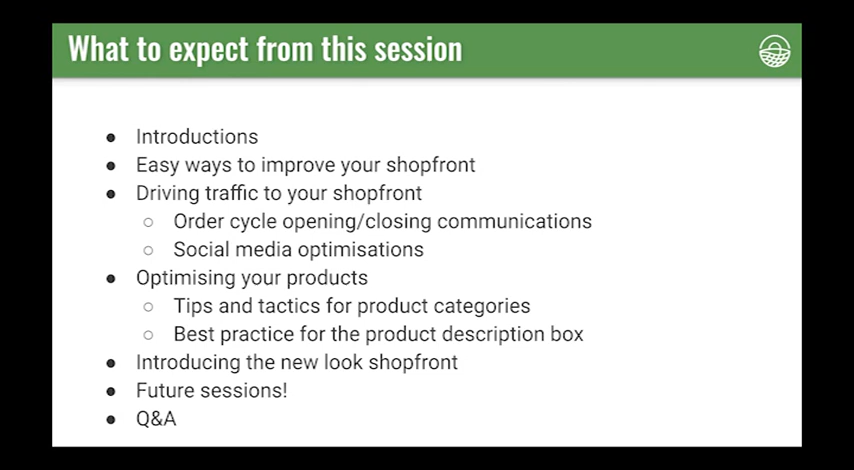 What to expect from this session
● Introductions
● Easy ways to improve your shopfront
● Driving traffic to your shopfront
○ Order cycle opening/closing communications
○ Social media optimisations
● Optimising your products
○ Tips and tactics for product categories
○ Best practice for the product description box
● Introducing the new look shopfront
● Future sessions!
● Q&A